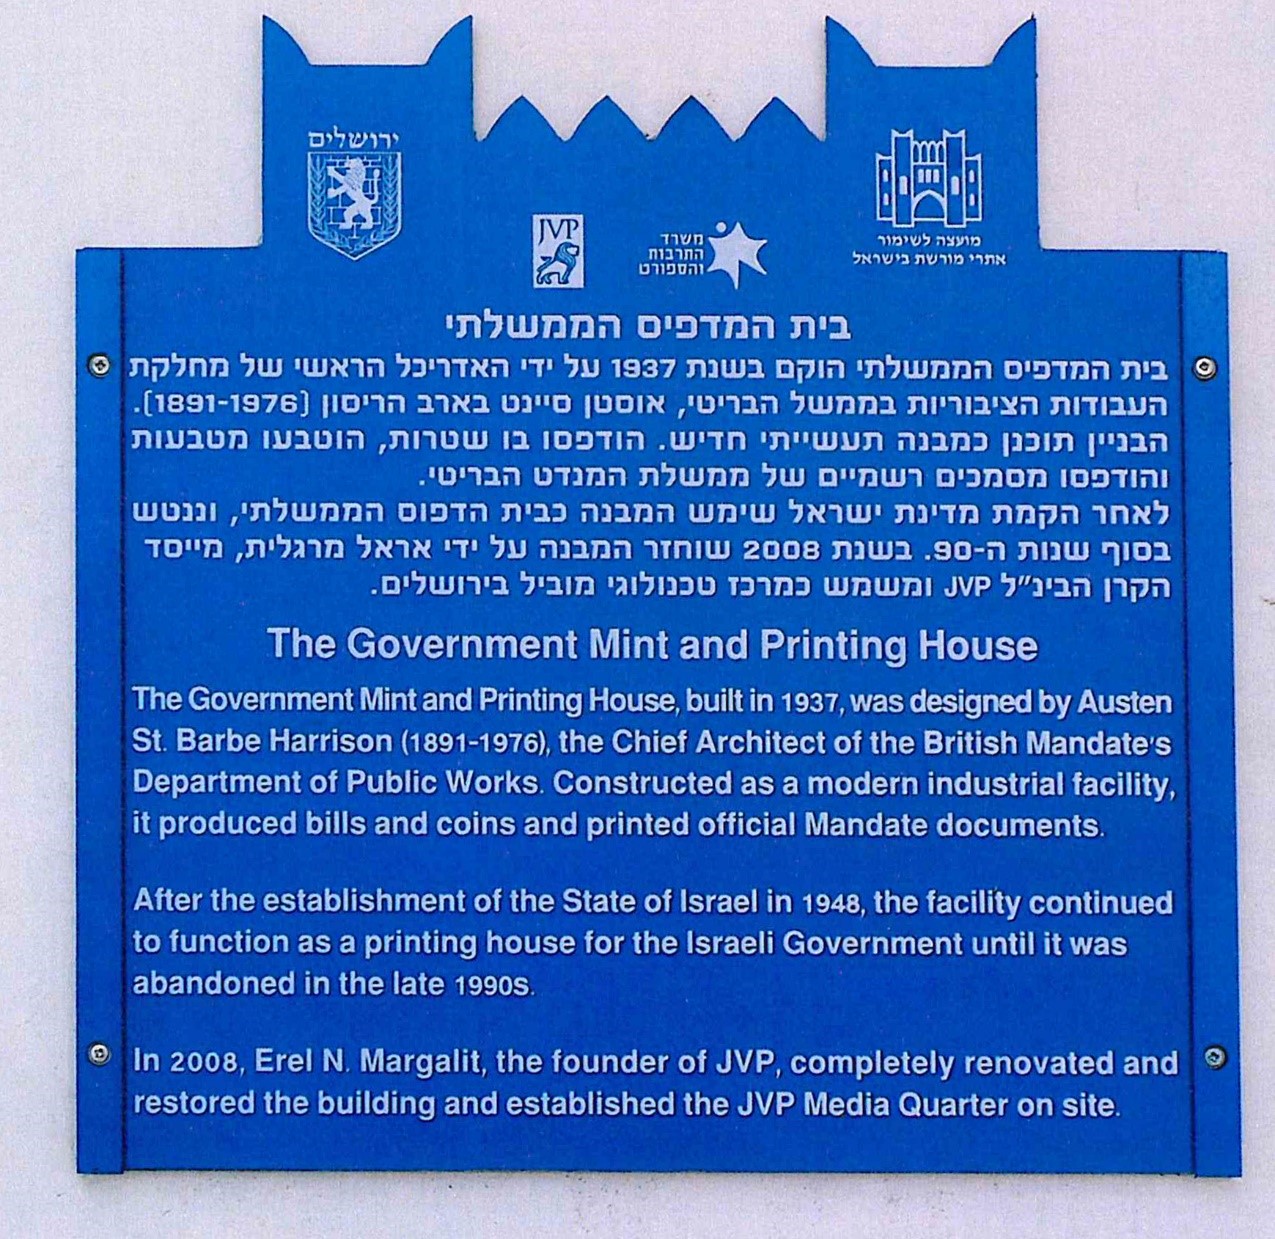 ירושלים
JVP
משרד
התרבות
והספורט
מועצה לשימור
אתרי מורשת בישראל
בית המדפיס הממשלתי
בית המדפיס הממשלתי הוקם בשנת 1937 על ידי האדריכל הראשי של מחלקת
העבודות הציבוריות בממשל הבריטי, אוסטן סיינט בארב הריסון (1891-1976).
הבניין תוכנן כמבנה תעשייתי חדיש. הודפסו בו שטרות, הוטבעו מטבעות
והודפסו מסמכים רשמיים של ממשלת המנדט הבריטי.
לאחר הקמת מדינת ישראל שימש המבנה כבית הדפוס הממשלתי, וננטש
בסוף שנות ה-90. בשנת 2008 שוחזר המבנה על ידי אראל מרגלית, מייסד
הקרן הבינ"ל JVP ומשמש כמרכז טכנולוגי מוביל בירושלים.
The Government Mint and Printing House
The Government Mint and Printing House, built in 1937, was designed by Austen
St. Barbe Harrison (1891-1976), the Chief Architect of the British Mandate's
Department of Public Works. Constructed as a modern industrial facility,
it produced bills and coins and printed official Mandate documents.
After the establishment of the State of Israel in 1948, the facility continued
to function as a printing house for the Israeli Government until it was
abandoned in the late 1990s.
In 2008, Erel N. Margalit, the founder of JVP, completely renovated and
restored the building and established the JVP Media Quarter on site.